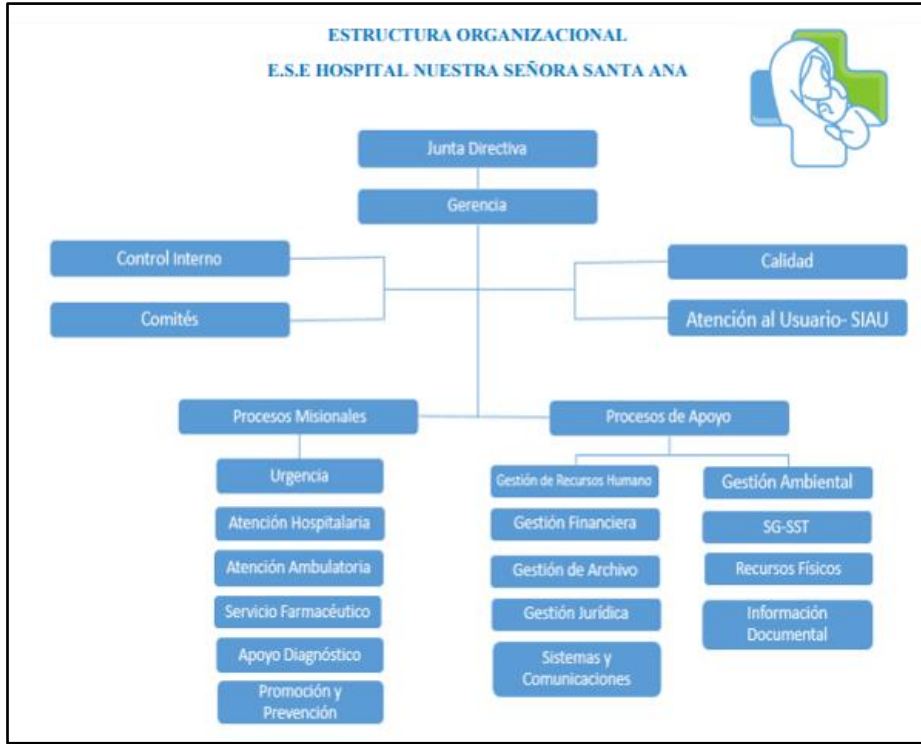 ESTRUCTURA ORGANIZACIONAL
E.S.E HOSPITAL NUESTRA SEÑORA SANTA ANA
Junta Directiva
Gerencia
Control Interno
Calidad
Comités
Atención al Usuario- SIAU
Procesos Misionales
Procesos de Apoyo
Urgencia
Gestión de Recursos Humano
Gestión Ambiental
Atención Hospitalaria
Gestión Financiera
SG-SST
Atención Ambulatoria
Gestión de Archivo
Recursos Físicos
Servicio Farmacéutico
Gestión Jurídica
Información
Documental
Apoyo Diagnóstico
Sistemas y
Comunicaciones
Promoción y
Prevención